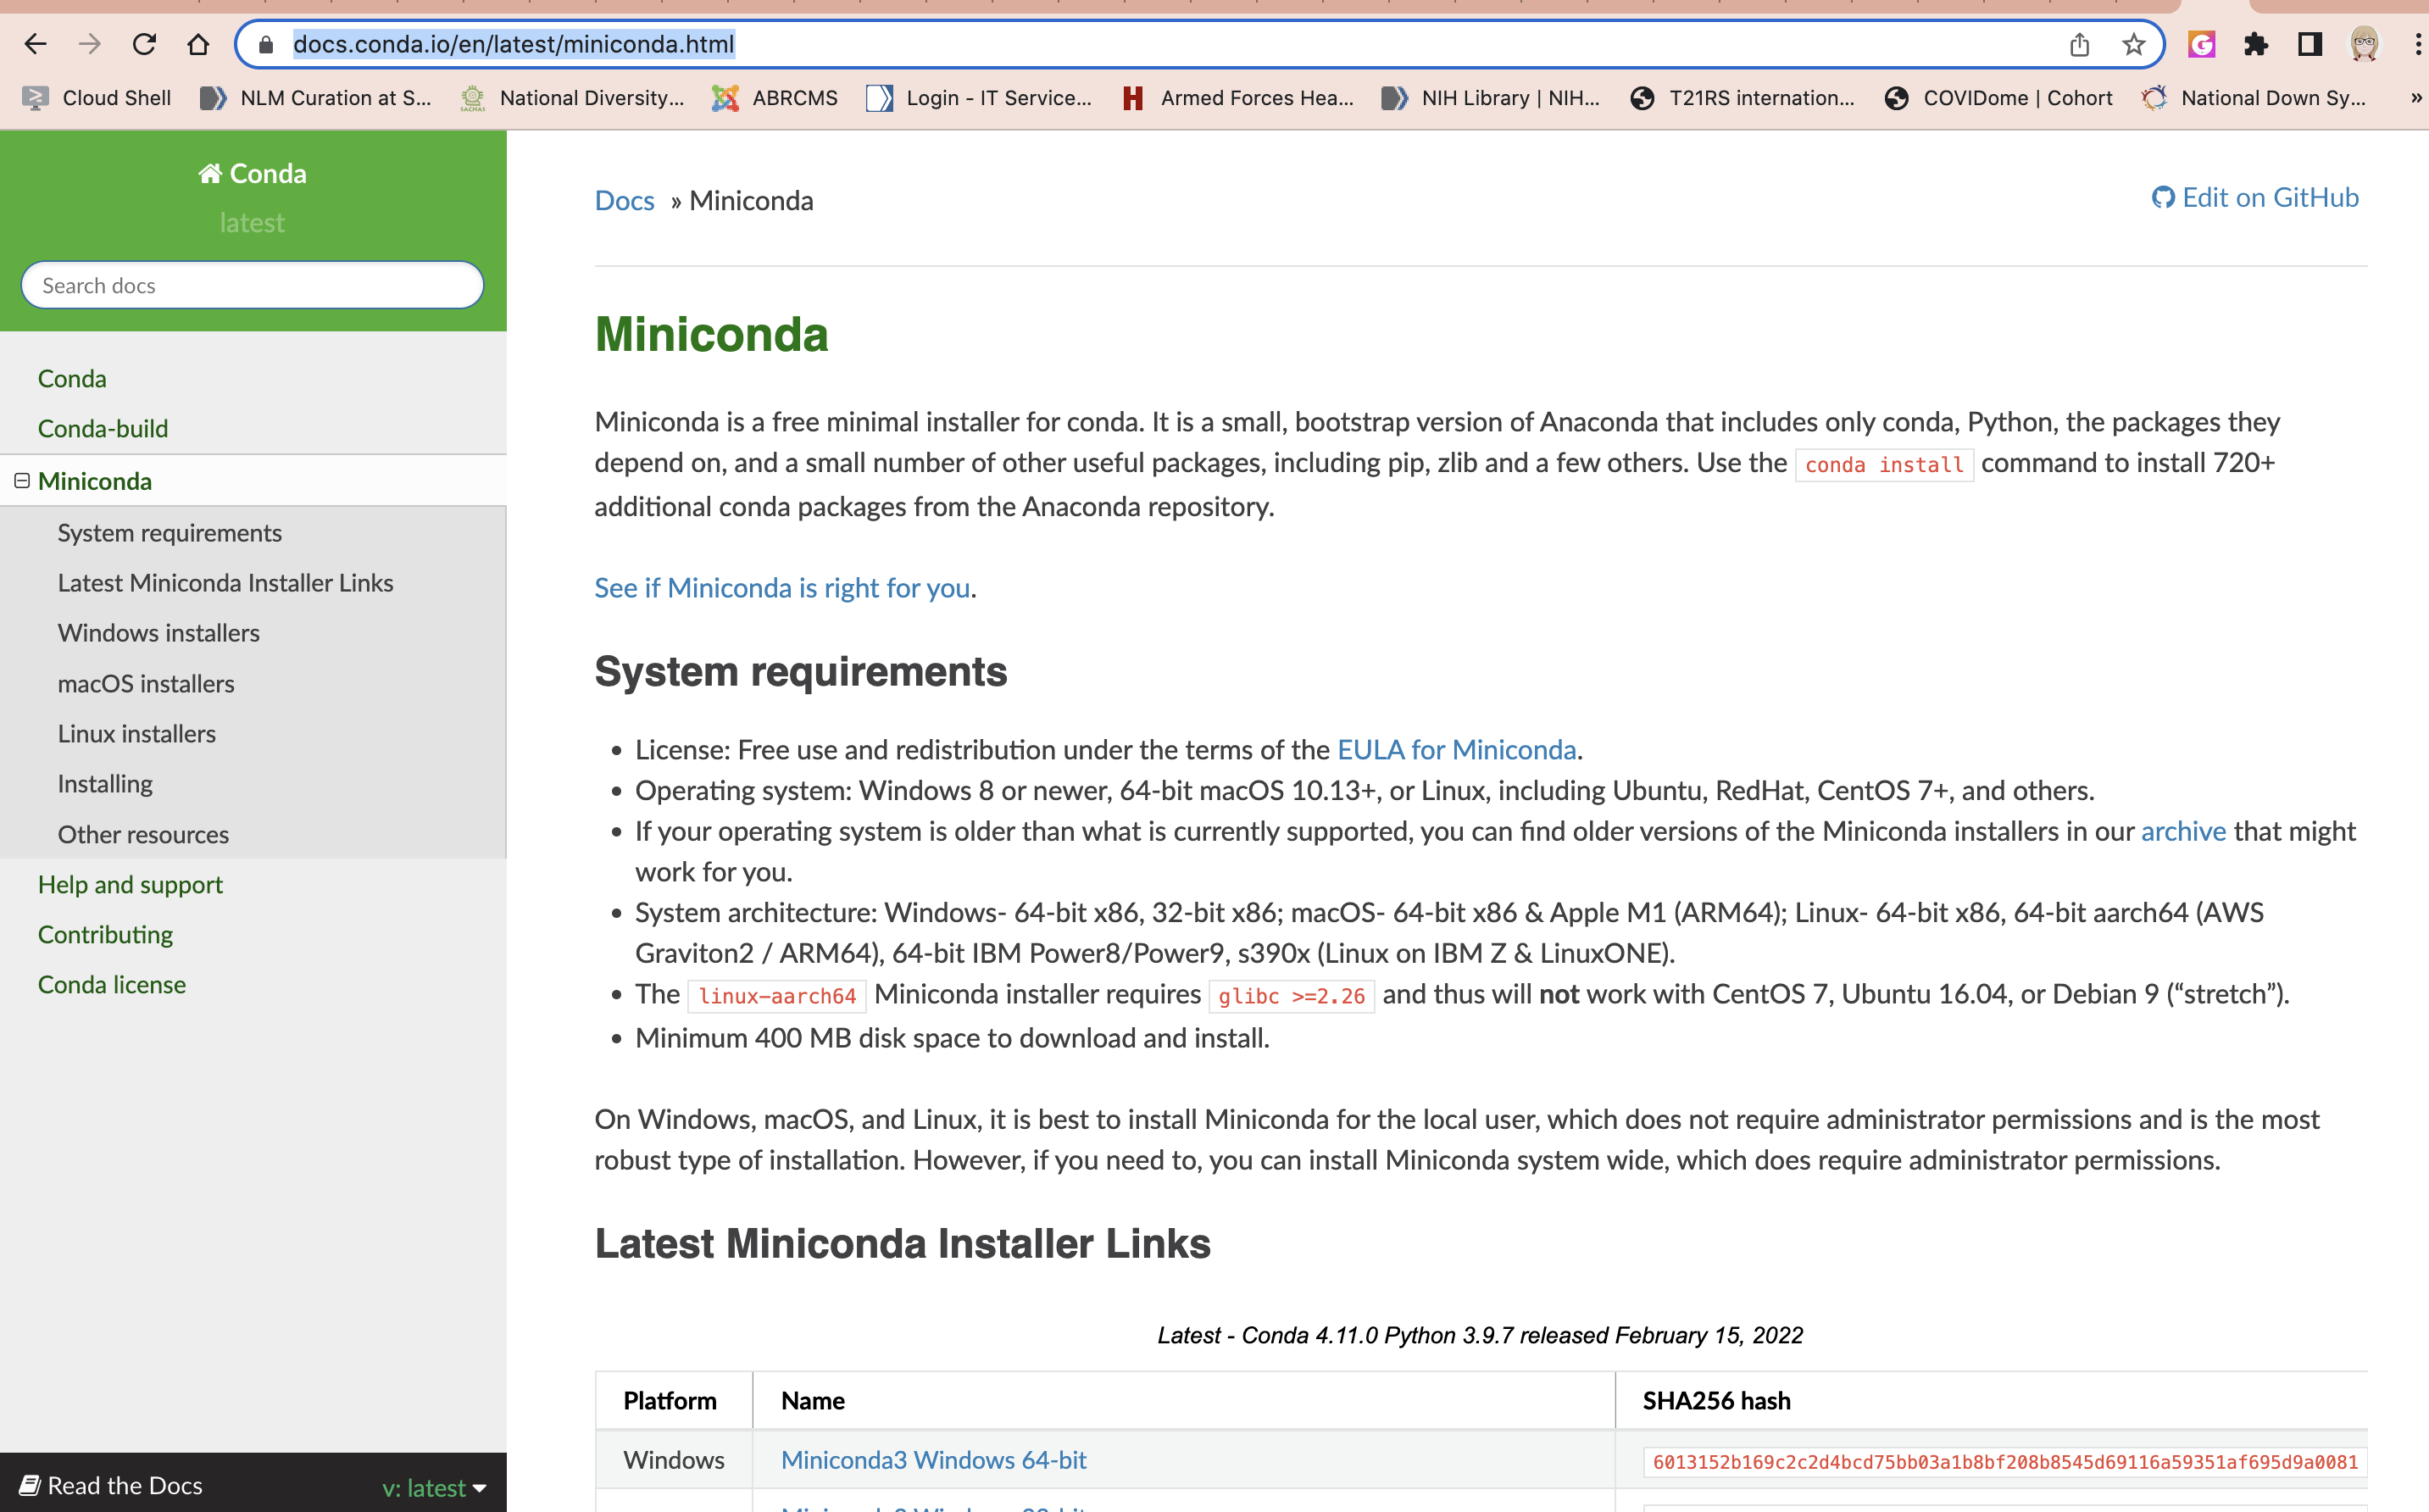 docs.conda.io/en/latest/miniconda.html
Cloud Shell
NLM Curation at S...
National Diversity...
ABRCMS
Login - IT Service...
Armed Forces Hea...
NIH Library | NIH...
T21RS internation...
COVIDome | Cohort
National Down Sy...
»
Conda
latest
Search docs
Conda
Conda-build
Miniconda
System requirements
Latest Miniconda Installer Links
Windows installers
macOS installers
Linux installers
Installing
Other resources
Help and support
Contributing
Conda license
Read the Docs
v: latest
Docs » Miniconda
Edit on GitHub
Miniconda
Miniconda is a free minimal installer for conda. It is a small, bootstrap version of Anaconda that includes only conda, Python, the packages they
depend on, and a small number of other useful packages, including pip, zlib and a few others. Use the conda install command to install 720+
additional conda packages from the Anaconda repository.
See if Miniconda is right for you.
System requirements
• License: Free use and redistribution under the terms of the EULA for Miniconda.
• Operating system: Windows 8 or newer, 64-bit macOS 10.13+, or Linux, including Ubuntu, RedHat, CentOS 7+, and others.
• If your operating system is older than what is currently supported, you can find older versions of the Miniconda installers in our archive that might
work for you.
• System architecture: Windows- 64-bit x86, 32-bit x86; macOS- 64-bit x86 & Apple M1 (ARM64); Linux- 64-bit x86, 64-bit aarch64 (AWS
Graviton2 / ARM64), 64-bit IBM Power8/Power9, s390x (Linux on IBM Z & LinuxONE).
• The linux-aarch64 Miniconda installer requires glibc >=2.26 and thus will not work with CentOS 7, Ubuntu 16.04, or Debian 9 (“stretch”).
• Minimum 400 MB disk space to download and install.
On Windows, macOS, and Linux, it is best to install Miniconda for the local user, which does not require administrator permissions and is the most
robust type of installation. However, if you need to, you can install Miniconda system wide, which does require administrator permissions.
Latest Miniconda Installer Links
Latest - Conda 4.11.0 Python 3.9.7 released February 15, 2022
Platform Name SHA256 hash
Windows Miniconda3 Windows 64-bit 6013152b169c2c2d4bcd75bb03a1b8bf208b8545d69116a59351af695d9a0081